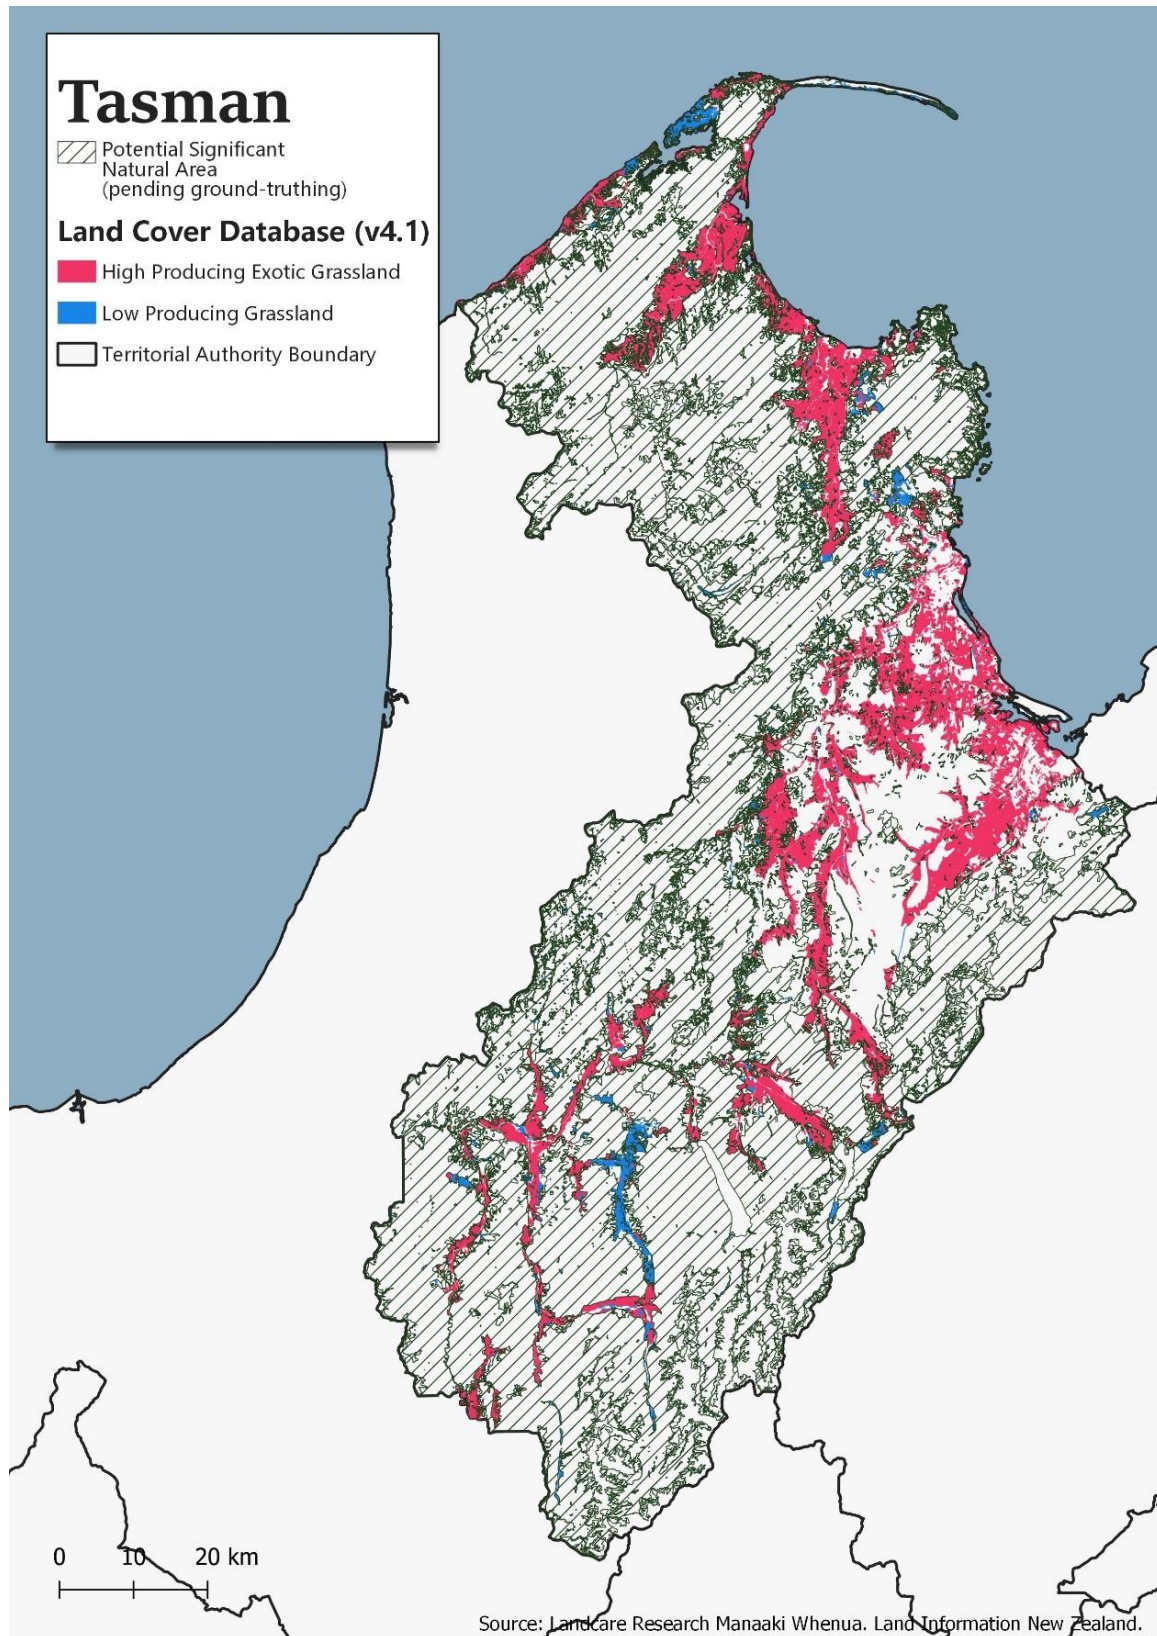 Tasman
Potential Significant
Natural Area
(pending ground-truthing)
Land Cover Database (v4.1)
High Producing Exotic Grassland
Low Producing Grassland
Territorial Authority Boundary
0 10 20 km
Source: Landcare Research Manaaki Whenua. Land Information New Zealand.